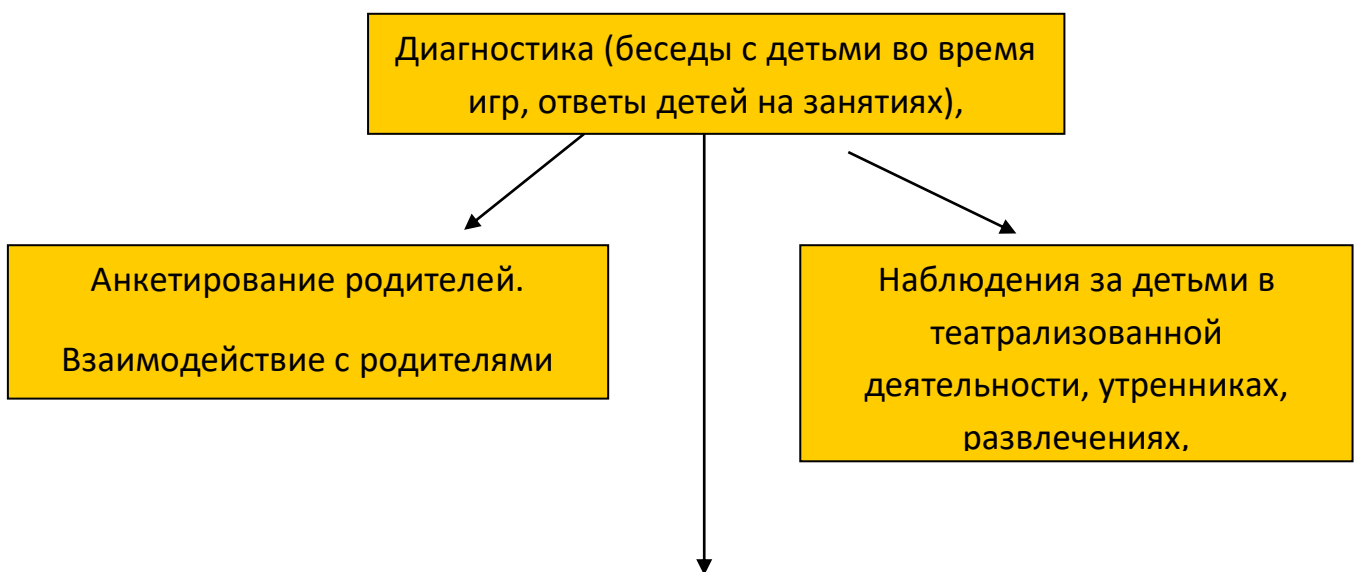 Диагностика (беседы с детьми во время
игр, ответы детей на занятиях),
Анкетирование родителей.
Взаимодействие с родителями
Наблюдения за детьми в
театрализованной
деятельности, утренниках,
развлечениях,